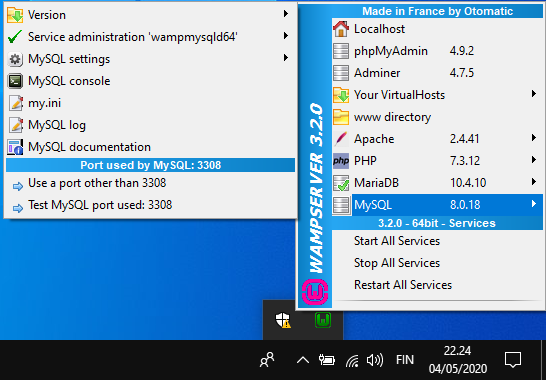 Version
Service administration 'wampmysqld64'
MySQL settings
MySQL console
my.ini
MySQL log
MySQL documentation
Port used by MySQL: 3308
Use a port other than 3308
Test MySQL port used: 3308
Made in France by Otomatic
Localhost
phpMyAdmin 4.9.2
Adminer 4.7.5
Your VirtualHosts
www directory
Apache 2.4.41
php PHP 7.3.12
MariaDB 10.4.10
MySQL 8.0.18
3.2.0 - 64bit - Services
Start All Services
Stop All Services
Restart All Services
WAMPSERVER 3.2.0
FIN
22.24
04/05/2020